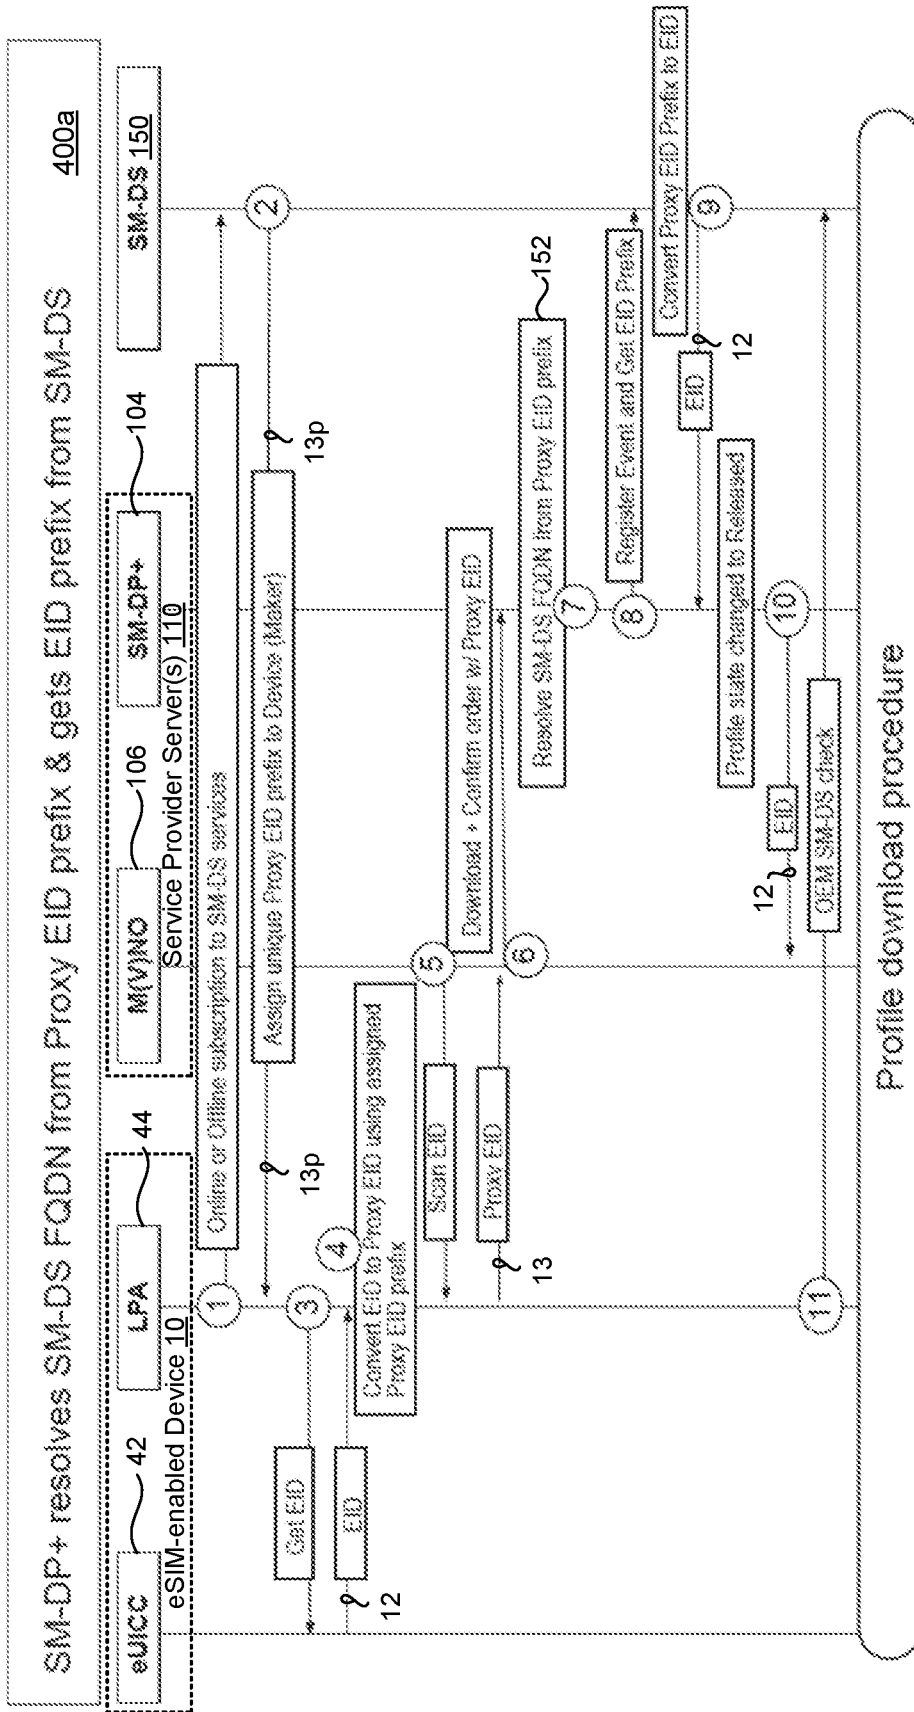 SM-DP+ resolves SM-DS FQDN from Proxy EID prefix & gets EID prefix from SM-DS
400a
eUICC
42
LPA
44
eSIM-enabled Device 10
M(V)NO
106
SM-DP+
104
Service Provider Server(s) 110
SM-DS 150
1
Online or Offline subscription to SM-DS services
2
13p
Assign unique Proxy EID prefix to Device (Maker)
13p
3
Get EID
EID
12
4
Convert EID to Proxy EID using assigned
Proxy EID prefix
5
Scan EID
Proxy EID
13
6
Download + Confirm order w/ Proxy EID
7
Resolve SM-DS FQDN from Proxy EID prefix
152
8
Register Event and Get EID Prefix
Convert Proxy EID Prefix to EID
9
EID
12
Profile state changed to Released
10
EID
12
11
OEM SM-DS check
Profile download procedure